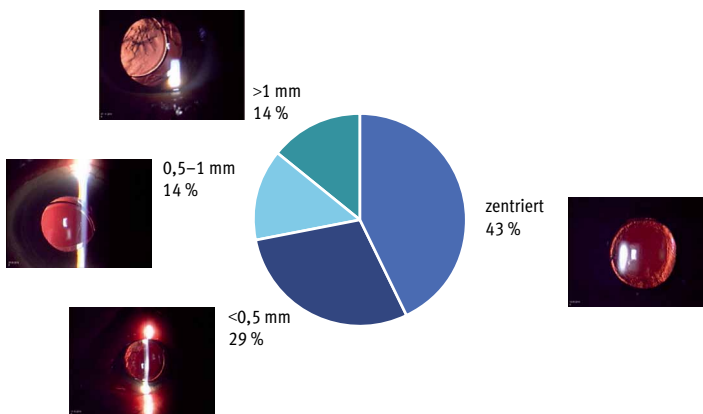 >1 mm
14 %
0,5–1 mm
14 %
zentriert
43 %
<0,5 mm
29 %